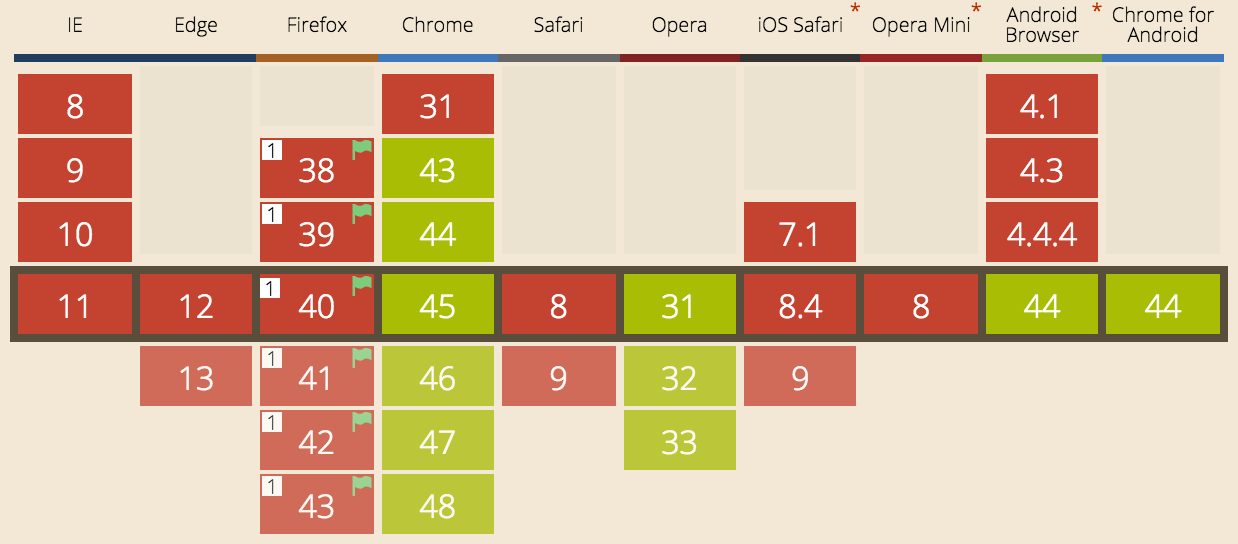 IE Edge Firefox Chrome Safari Opera iOS Safari * Opera Mini * Android Browser * Chrome for Android
8 31 4.1
9 1 38 43 4.3
10 1 39 44 7.1 4.4.4
11 12 1 40 45 8 31 8.4 8 44 44
13 1 41 46 9 32 9
1 42 47 33
1 43 48